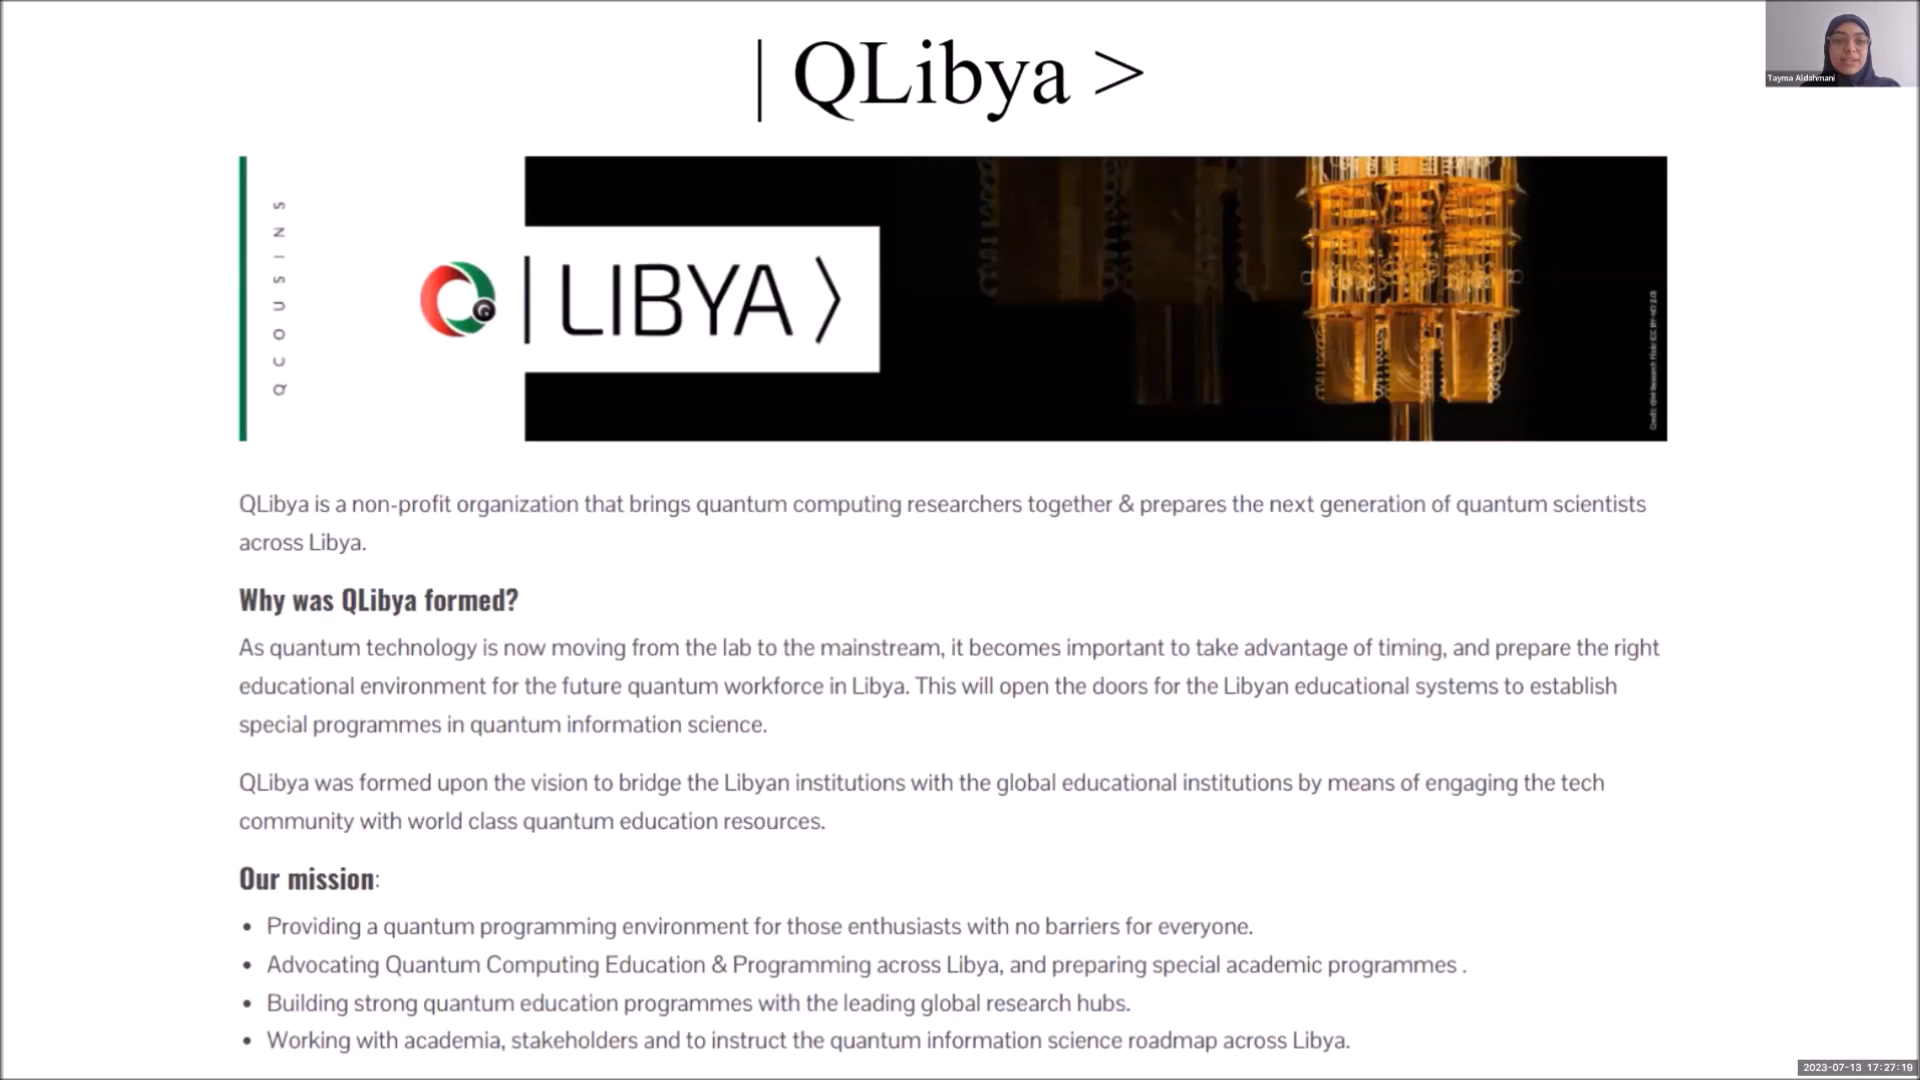 | QLibya >
Tayma Aldahmani
QCOUSINS
| LIBYA ⟩
QLibya is a non-profit organization that brings quantum computing researchers together & prepares the next generation of quantum scientists
across Libya.
Why was QLibya formed?
As quantum technology is now moving from the lab to the mainstream, it becomes important to take advantage of timing, and prepare the right
educational environment for the future quantum workforce in Libya. This will open the doors for the Libyan educational systems to establish
special programmes in quantum information science.
QLibya was formed upon the vision to bridge the Libyan institutions with the global educational institutions by means of engaging the tech
community with world class quantum education resources.
Our mission:
• Providing a quantum programming environment for those enthusiasts with no barriers for everyone.
• Advocating Quantum Computing Education & Programming across Libya, and preparing special academic programmes .
• Building strong quantum education programmes with the leading global research hubs.
• Working with academia, stakeholders and to instruct the quantum information science roadmap across Libya.
2023-07-13 17:27:19